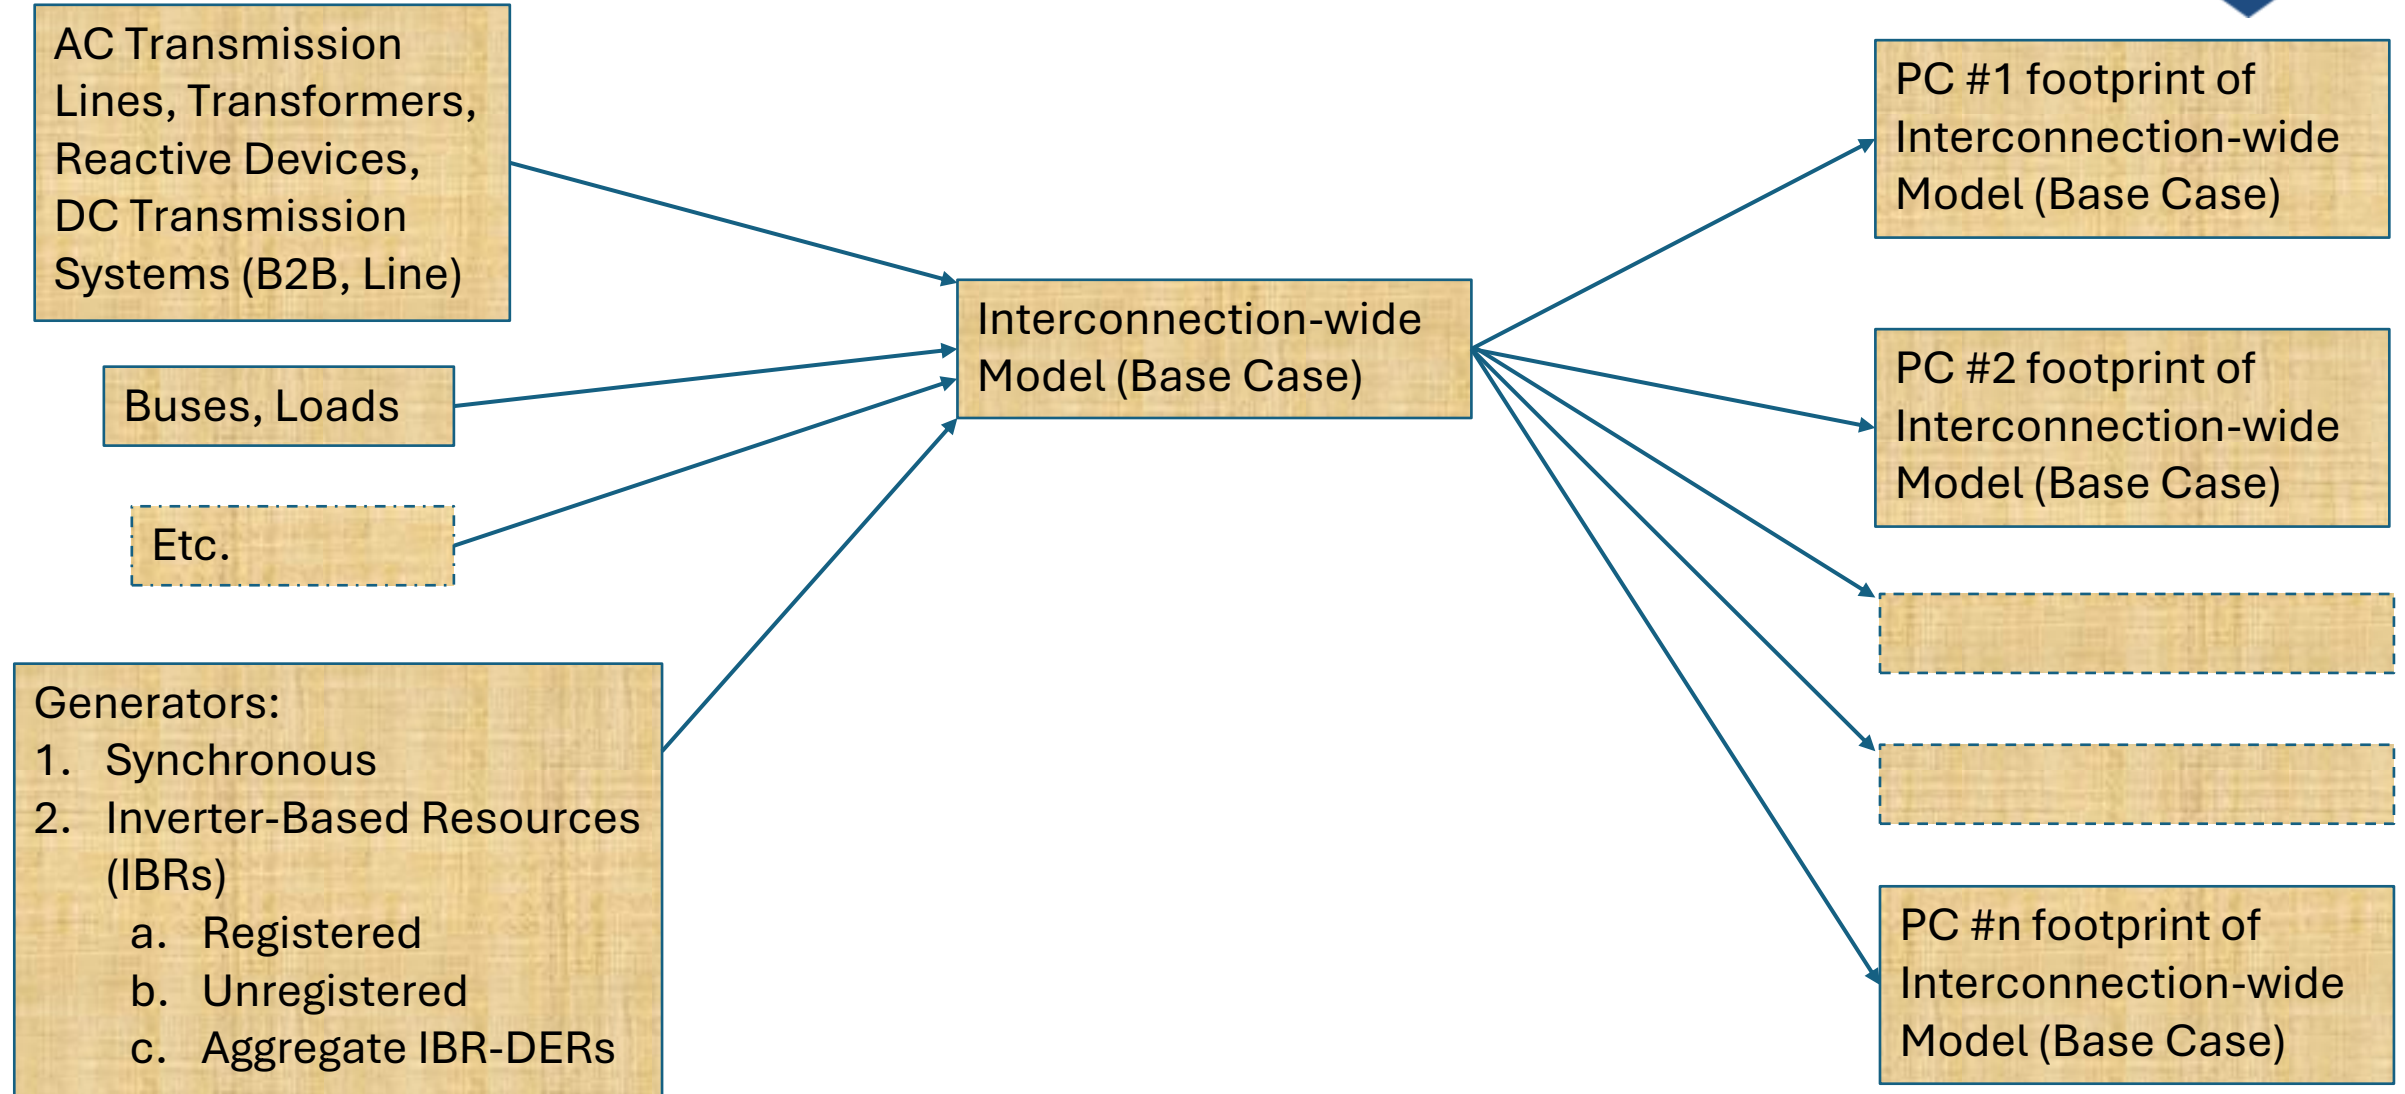 AC Transmission
Lines, Transformers,
Reactive Devices,
DC Transmission
Systems (B2B, Line)
Buses, Loads
Etc.
Generators:
1. Synchronous
2. Inverter-Based Resources
(IBRs)
a. Registered
b. Unregistered
c. Aggregate IBR-DERs
Interconnection-wide
Model (Base Case)
PC #1 footprint of
Interconnection-wide
Model (Base Case)
PC #2 footprint of
Interconnection-wide
Model (Base Case)
PC #n footprint of
Interconnection-wide
Model (Base Case)